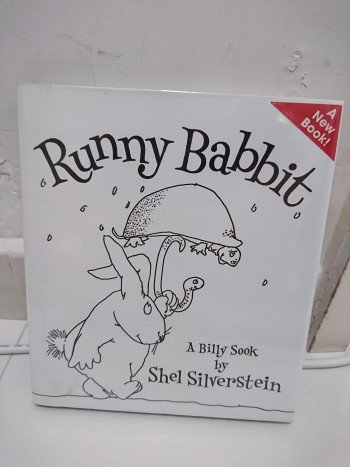 Runny Babbit
A
New
Book!
A Billy Sook
by
Shel Silverstein